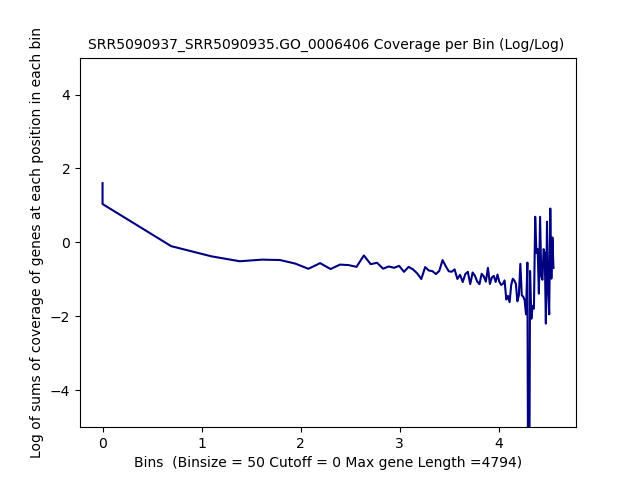 SRR5090937_SRR5090935.GO_0006406 Coverage per Bin (Log/Log)
Log of sums of coverage of genes at each position in each bin
4
2
0
−2
−4
0 1 2 3 4
Bins  (Binsize = 50 Cutoff = 0 Max gene Length =4794)